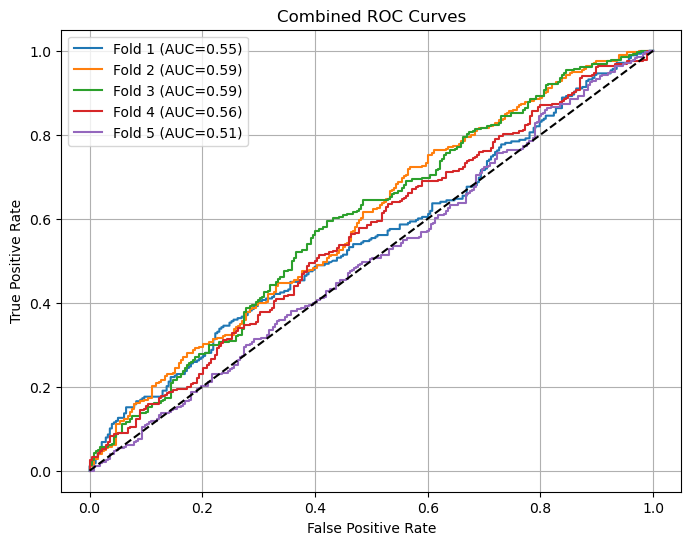 Combined ROC Curves
Fold 1 (AUC=0.55)
Fold 2 (AUC=0.59)
Fold 3 (AUC=0.59)
Fold 4 (AUC=0.56)
Fold 5 (AUC=0.51)
True Positive Rate
1.0
0.8
0.6
0.4
0.2
0.0
0.0 0.2 0.4 0.6 0.8 1.0
False Positive Rate